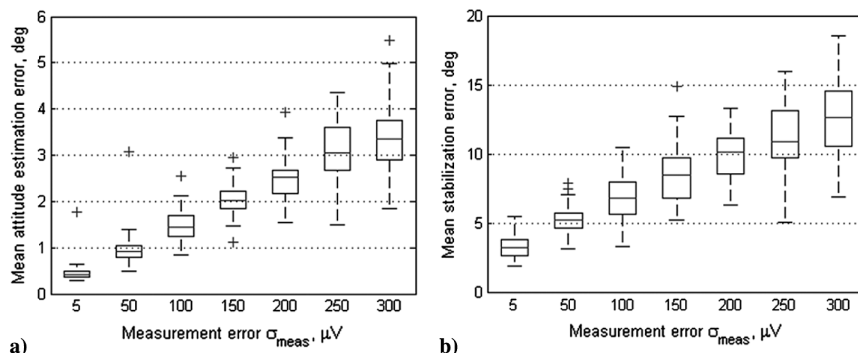 6
5
4
3
2
1
0
Mean attitude estimation error, deg
5 50 100 150 200 250 300
Measurement error σmeas, μV
a)
20
15
10
5
0
Mean stabilization error, deg
5 50 100 150 200 250 300
Measurement error σmeas, μV
b)